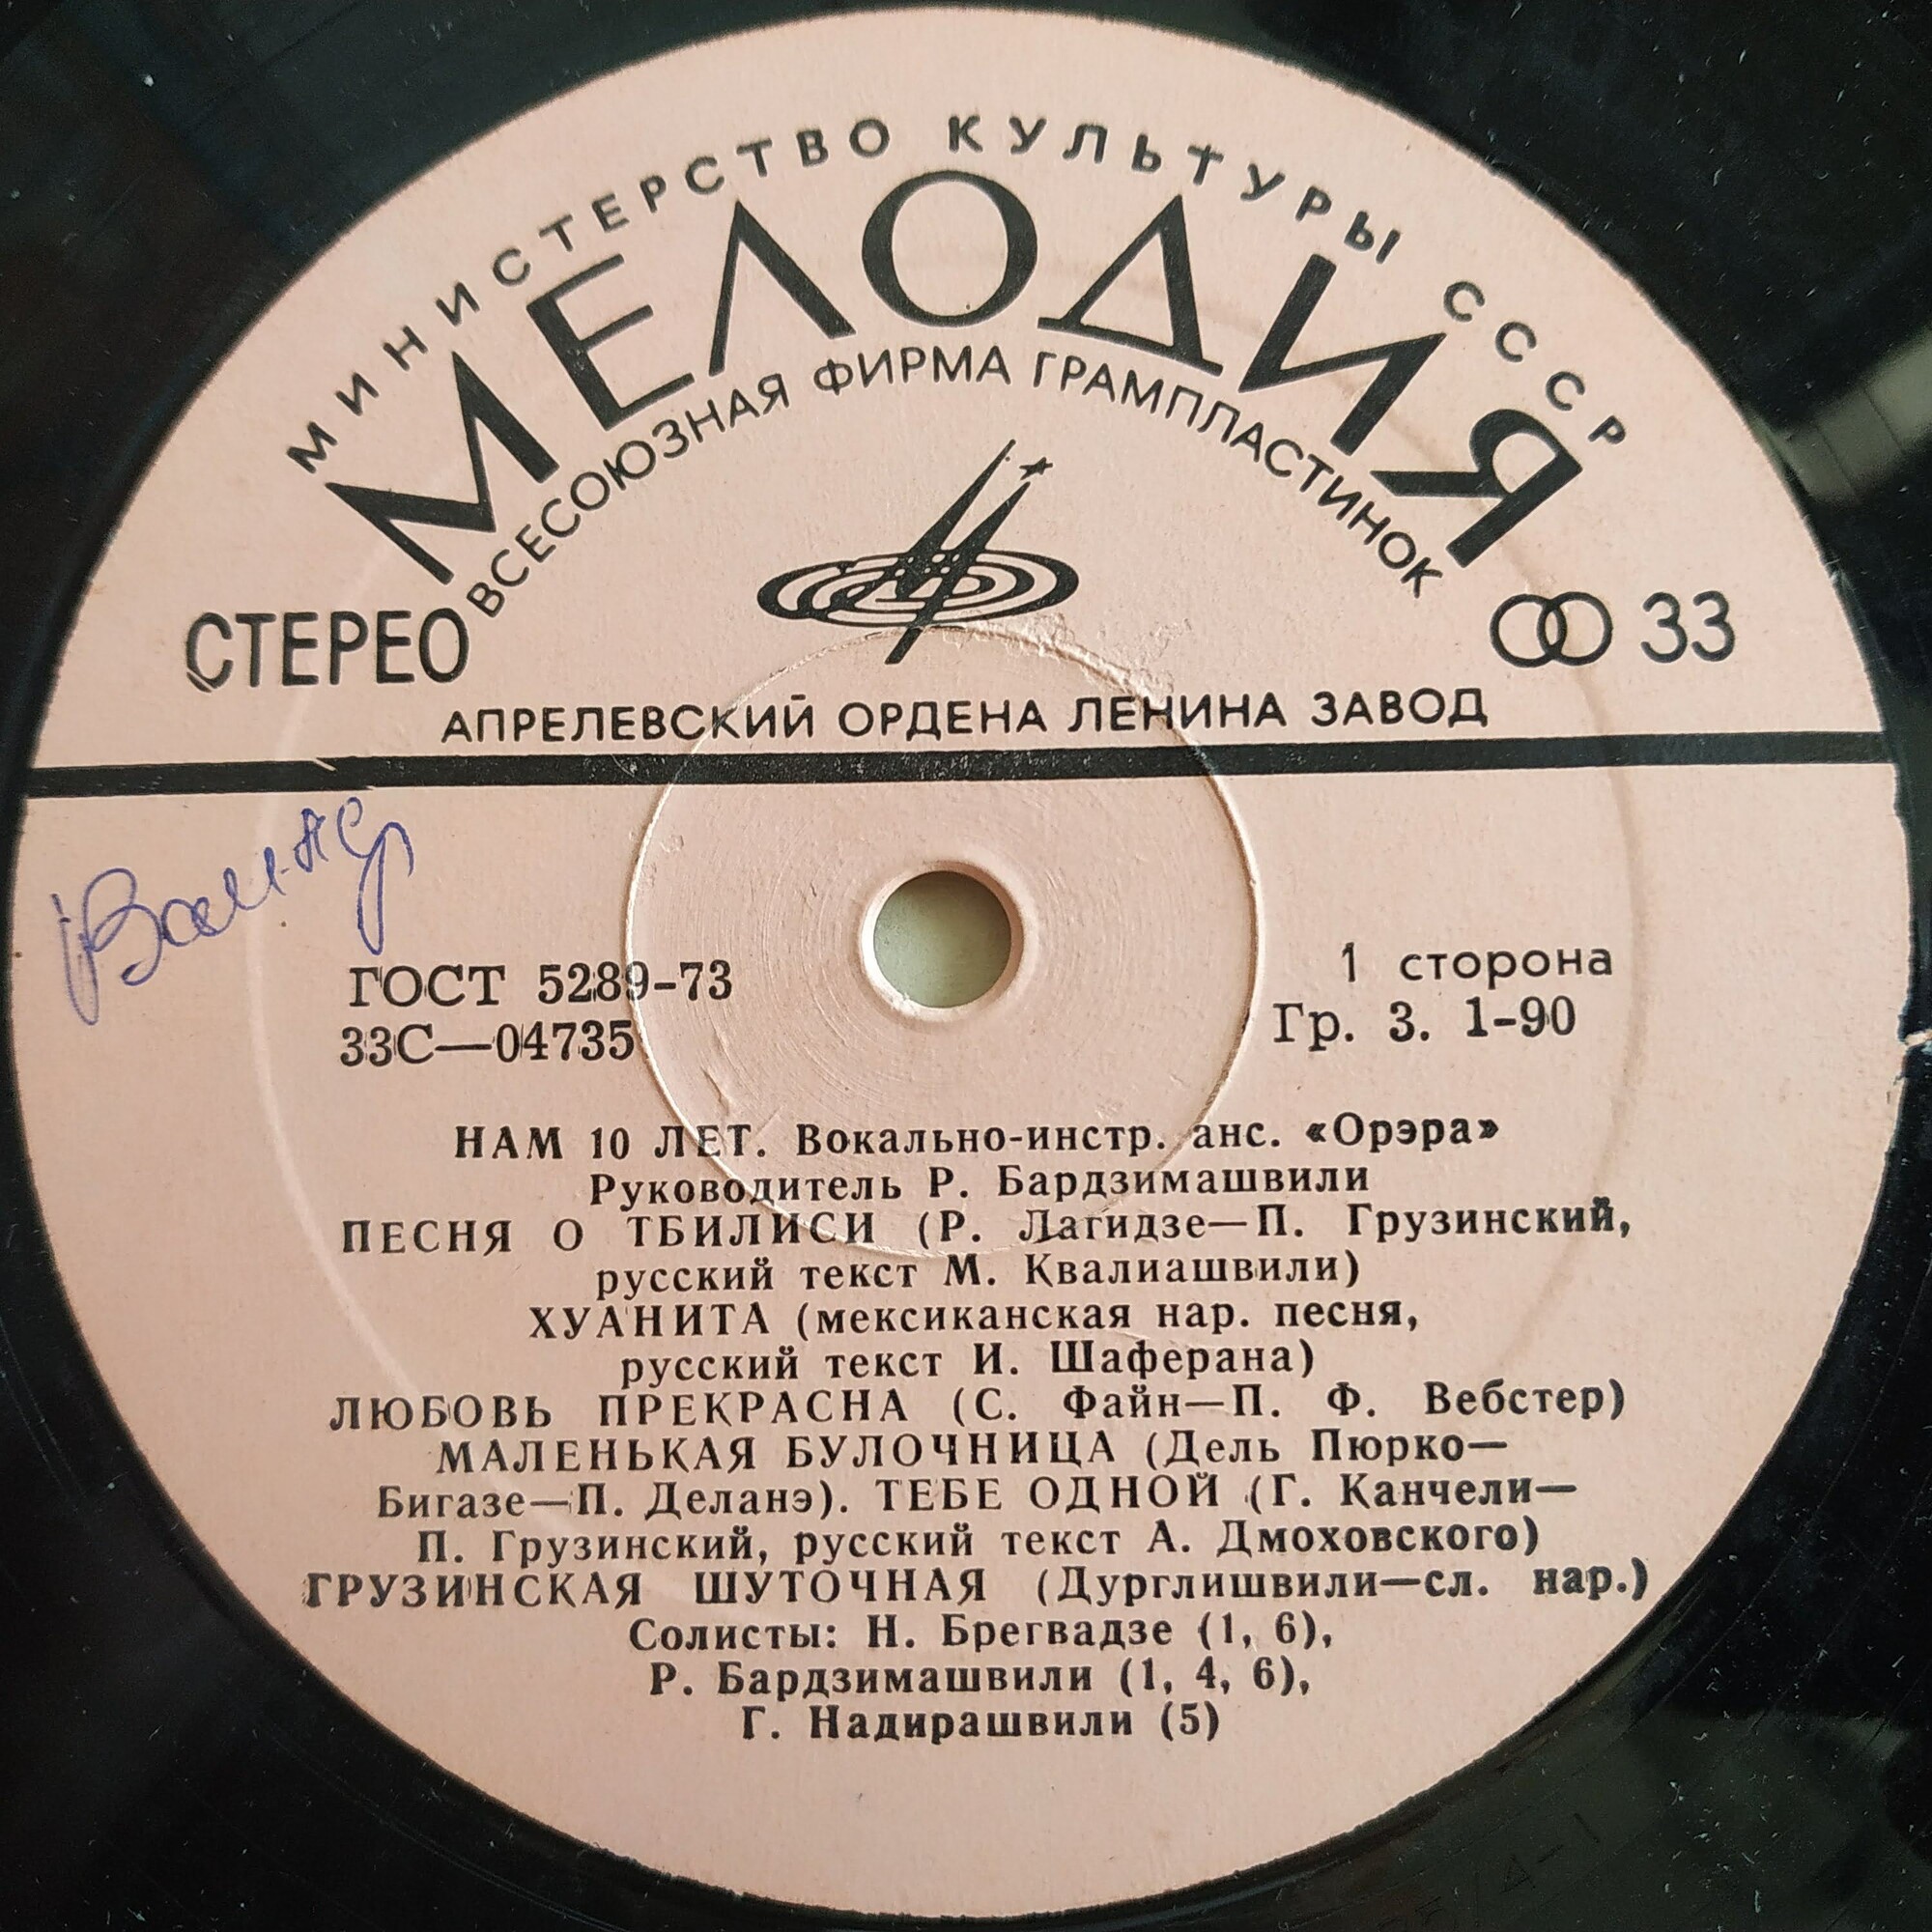 МИНИСТЕРСТВО КУЛЬТУРЫ СССР
МЕЛОДИЯ
ВСЕСОЮЗНАЯ ФИРМА ГРАМПЛАСТИНОК
СТЕРЕО
33
АПРЕЛЕВСКИЙ ОРДЕНА ЛЕНИНА ЗАВОД
ГОСТ 5289-73
33С—04735
1 сторона
Гр. 3. 1-90
НАМ 10 ЛЕТ. Вокально-инстр. анс. «Орэра»
Руководитель Р. Бардзимашвили
ПЕСНЯ О ТБИЛИСИ (Р. Лагидзе—П. Грузинский,
русский текст М. Квалиашвили)
ХУАНИТА (мексиканская нар. песня,
русский текст И. Шаферана)
ЛЮБОВЬ ПРЕКРАСНА (С. Файн—П. Ф. Вебстер)
МАЛЕНЬКАЯ БУЛОЧНИЦА (Дель Пюрко—
Бигазе—П. Деланэ). ТЕБЕ ОДНОЙ (Г. Канчели—
П. Грузинский, русский текст А. Дмоховского)
ГРУЗИНСКАЯ ШУТОЧНАЯ (Дурглишвили—сл. нар.)
Солисты: Н. Брегвадзе (1, 6),
Р. Бардзимашвили (1, 4, 6),
Г. Надирашвили (5)